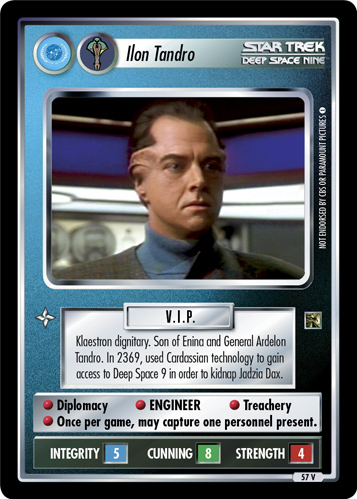 Ilon Tandro
STAR TREK
DEEP SPACE NINE
NOT ENDORSED BY CBS OR PARAMOUNT PICTURES
V.I.P.
Klaestron dignitary. Son of Enina and General Ardelon
Tandro. In 2369, used Cardassian technology to gain
access to Deep Space 9 in order to kidnap Jadzia Dax.
Diplomacy ENGINEER Treachery
Once per game, may capture one personnel present.
INTEGRITY 5 CUNNING 8 STRENGTH 4
57 V